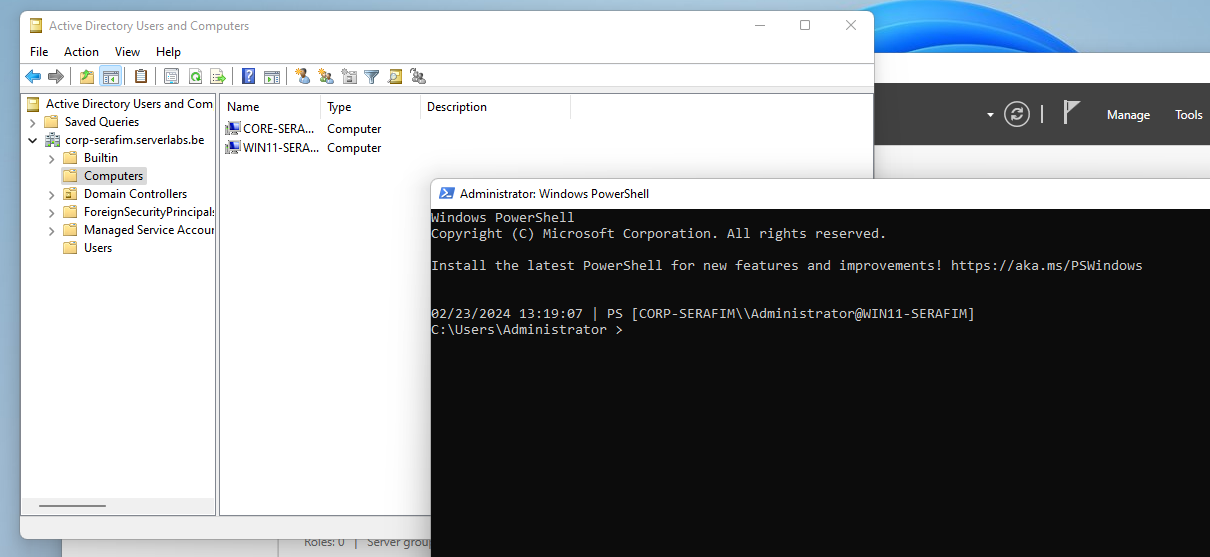 Active Directory Users and Computers
File Action View Help
Active Directory Users and Com
Saved Queries
corp-serafim.serverlabs.be
Builtin
Computers
Domain Controllers
ForeignSecurityPrincipals
Managed Service Accour
Users
Name Type Description
CORE-SERA... Computer
WIN11-SERA... Computer
Manage Tools
Administrator: Windows PowerShell
Windows PowerShell
Copyright (C) Microsoft Corporation. All rights reserved.
Install the latest PowerShell for new features and improvements! https://aka.ms/PSWindows
02/23/2024 13:19:07 | PS [CORP-SERAFIM\\Administrator@WIN11-SERAFIM]
C:\Users\Administrator >
Roles: 0 | Server group